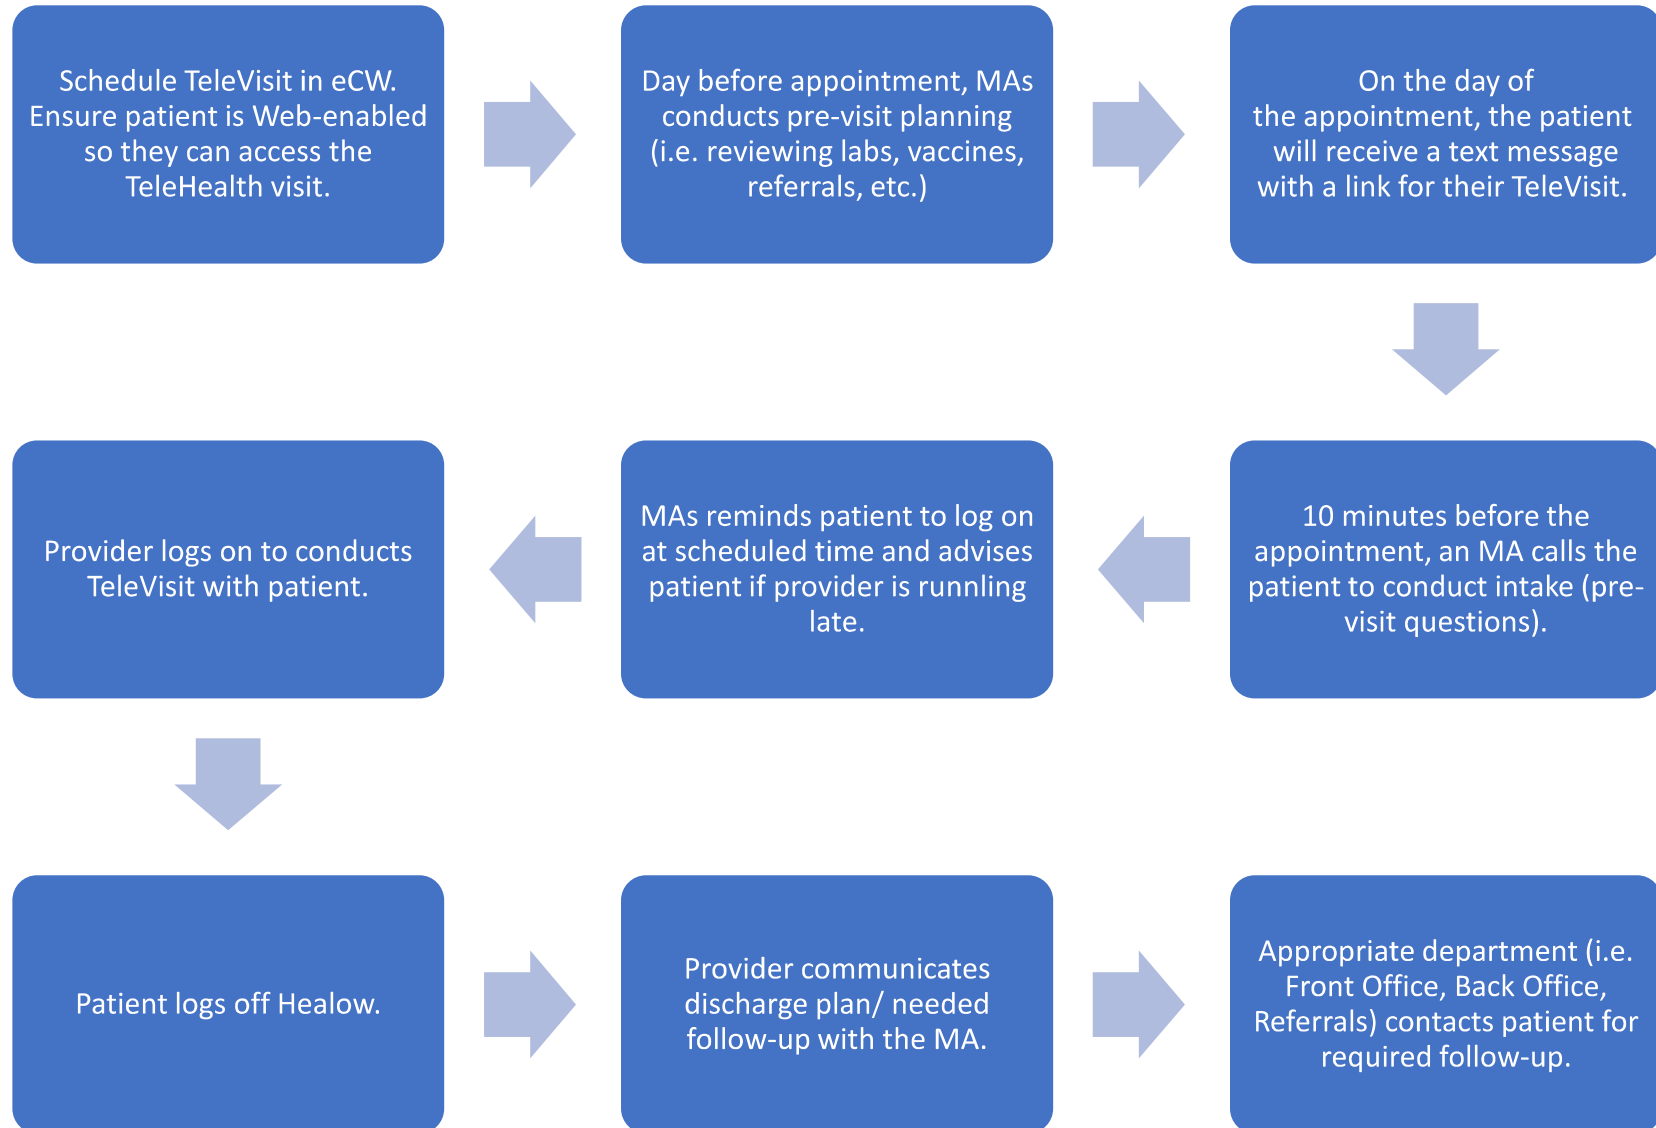 Schedule TeleVisit in eCW.
Ensure patient is Web-enabled
so they can access the
TeleHealth visit.
Day before appointment, MAs
conducts pre-visit planning
(i.e. reviewing labs, vaccines,
referrals, etc.)
On the day of
the appointment, the patient
will receive a text message
with a link for their TeleVisit.
10 minutes before the
appointment, an MA calls the
patient to conduct intake (pre-
visit questions).
MAs reminds patient to log on
at scheduled time and advises
patient if provider is runnling
late.
Provider logs on to conducts
TeleVisit with patient.
Patient logs off Healow.
Provider communicates
discharge plan/ needed
follow-up with the MA.
Appropriate department (i.e.
Front Office, Back Office,
Referrals) contacts patient for
required follow-up.